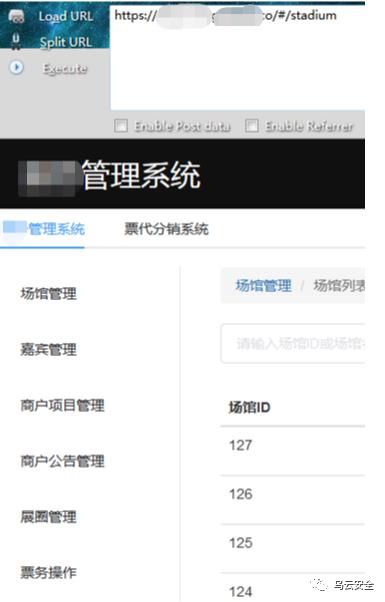 Load URL
https://
co/#/stadium
Split URL
Execute
Enable Post data
Enable Referrer
管理系统
管理系统
票代分销系统
场馆管理
场馆管理 / 场馆列表
嘉宾管理
请输入场馆ID或场馆
商户项目管理
场馆ID
127
商户公告管理
126
展圈管理
125
票务操作
124
乌云安全